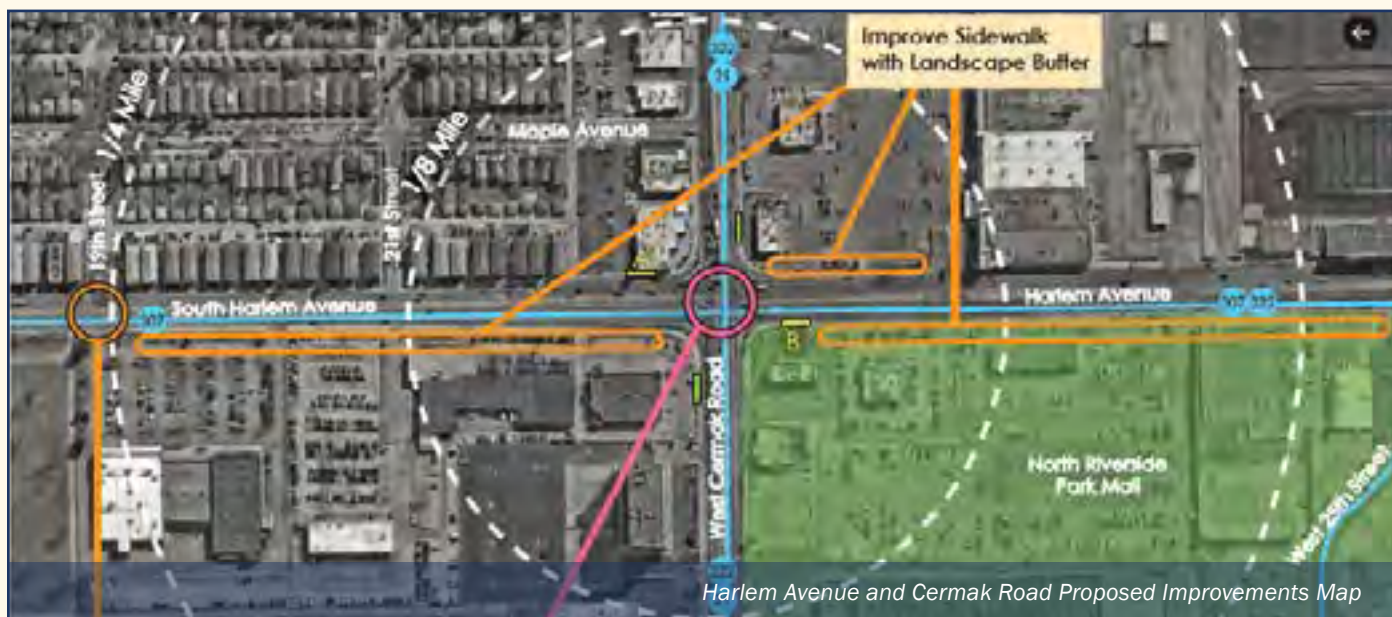 Improve Sidewalk
with Landscape Buffer
1/4 Mile
1/8 Mile
Maple Avenue
19th Street
21st Street
South Harlem Avenue
Harlem Avenue
307
B
West Cermak Road
North Riverside
Park Mall
West 25th Street
Harlem Avenue and Cermak Road Proposed Improvements Map